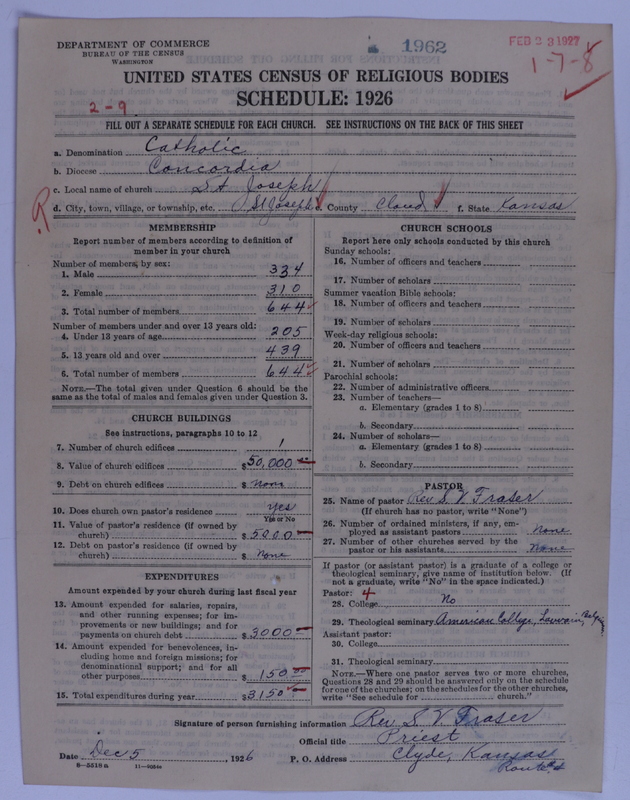 DEPARTMENT OF COMMERCE
BUREAU OF THE CENSUS
WASHINGTON
1962
FEB 23 1927
1-7-8
UNITED STATES CENSUS OF RELIGIOUS BODIES
SCHEDULE: 1926
2-9
FILL OUT A SEPARATE SCHEDULE FOR EACH CHURCH. SEE INSTRUCTIONS ON THE BACK OF THIS SHEET
a. Denomination Catholic
b. Diocese Concordia
c. Local name of church St Joseph
d. City, town, village, or township, etc. St Joseph e. County Cloud f. State Kansas
MEMBERSHIP
Report number of members according to definition of
member in your church
Number of members, by sex:
1. Male 334
2. Female 310
3. Total number of members 644
Number of members under and over 13 years old:
4. Under 13 years of age 205
5. 13 years old and over 439
6. Total number of members 644
NOTE.—The total given under Question 6 should be the
same as the total of males and females given under Question 3.
CHURCH BUILDINGS
See instructions, paragraphs 10 to 12
7. Number of church edifices 1
8. Value of church edifices $50,000
9. Debt on church edifices $ None
10. Does church own pastor's residence yes
Yes or No
11. Value of pastor's residence (if owned by
church) $5000
12. Debt on pastor's residence (if owned by
church) $ None
EXPENDITURES
Amount expended by your church during last fiscal year
13. Amount expended for salaries, repairs,
and other running expenses; for im-
provements or new buildings; and for
payments on church debt $3000
14. Amount expended for benevolences, in-
cluding home and foreign missions; for
denominational support; and for all
other purposes $150
15. Total expenditures during year $3150
CHURCH SCHOOLS
Report here only schools conducted by this church
Sunday schools:
16. Number of officers and teachers
17. Number of scholars
Summer vacation Bible schools:
18. Number of officers and teachers
19. Number of scholars
Week-day religious schools:
20. Number of officers and teachers
21. Number of scholars
Parochial schools:
22. Number of administrative officers
23. Number of teachers—
a. Elementary (grades 1 to 8)
b. Secondary
24. Number of scholars—
a. Elementary (grades 1 to 8)
b. Secondary
PASTOR
25. Name of pastor Rev S V Fraser
(If church has no pastor, write "None")
26. Number of ordained ministers, if any, em-
ployed as assistant pastors None
27. Number of other churches served by the
pastor or his assistants None
If pastor (or assistant pastor) is a graduate of a college or
theological seminary, give name of institution below. (If
not a graduate, write "No" in the space indicated.)
Pastor: 4
28. College No
29. Theological seminary American College, Louvain, Belgium
Assistant pastor:
30. College
31. Theological seminary
NOTE.—Where one pastor serves two or more churches,
Questions 28 and 29 should be answered only on the schedule
for one of the churches; on the schedules for the other churches,
write "See schedule for church."
Signature of person furnishing information Rev. S. V. Fraser
Official title Priest
Date Dec 5, 1926 P. O. Address Clyde, Kansas
8—5518 a